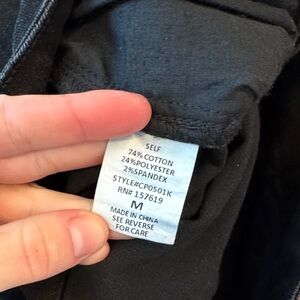 SELF
74%COTTON
24%POLYESTER
2%SPANDEX
STYLE#CP0501K
RN# 157619
M
MADE IN CHINA
SEE REVERSE
FOR CARE